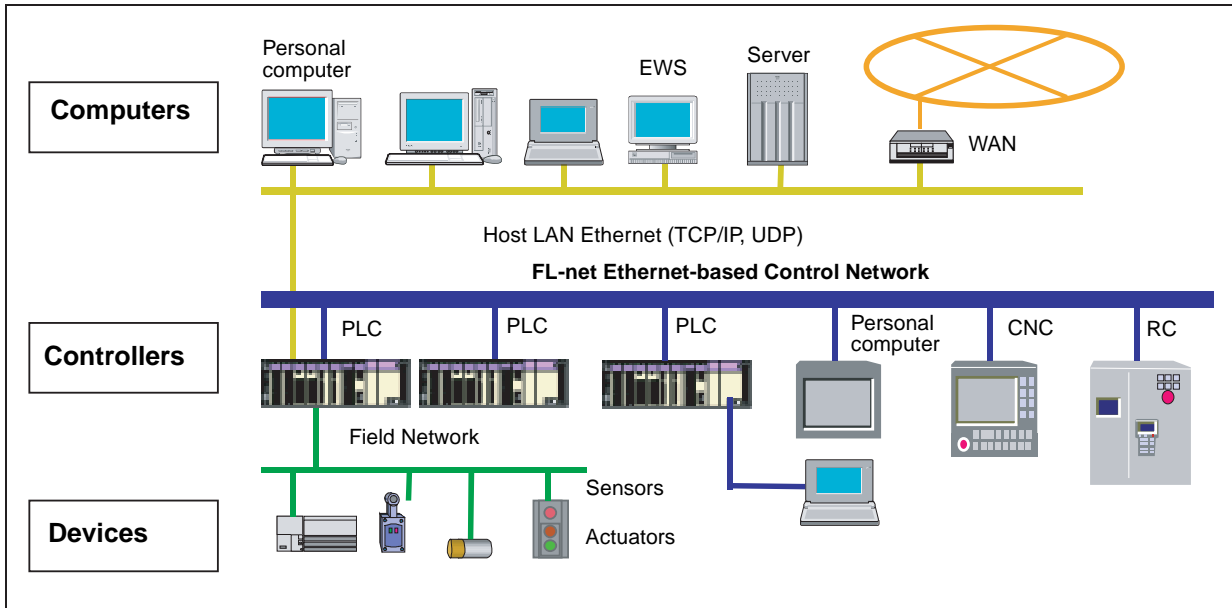 Computers
Personal
computer
EWS
Server
WAN
Host LAN Ethernet (TCP/IP, UDP)
FL-net Ethernet-based Control Network
Controllers
PLC
PLC
PLC
Personal
computer
CNC
RC
Field Network
Devices
Sensors
Actuators